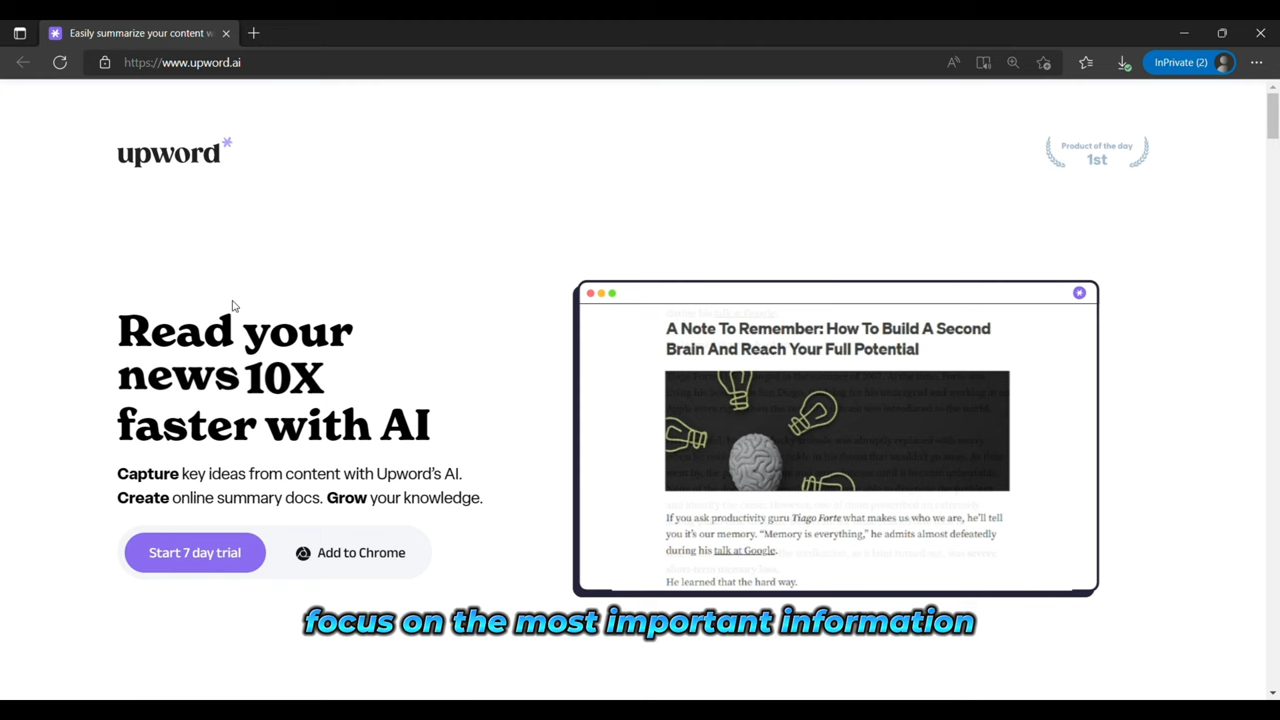 Easily summarize your content w
https://www.upword.ai
InPrivate (2)
upword*
Product of the day
1st
Read your
news 10X
faster with AI
Capture key ideas from content with Upword's AI.
Create online summary docs. Grow your knowledge.
Start 7 day trial
Add to Chrome
A Note To Remember: How To Build A Second
Brain And Reach Your Full Potential
If you ask productivity guru Tiago Forte what makes us who we are, he'll tell
you it's our memory. “Memory is everything,” he admits almost defeatedly
during his talk at Google.
He learned that the hard way.
focus on the most important information